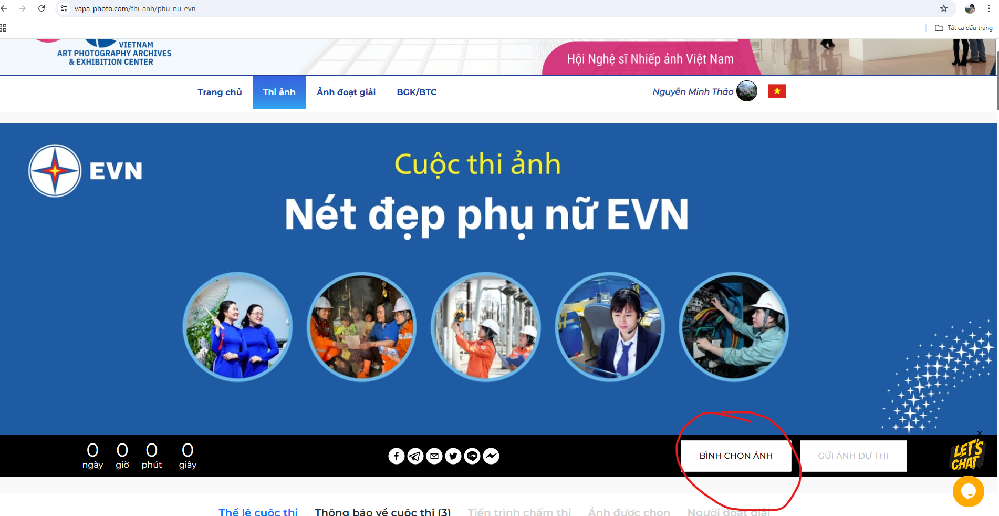 vapa-photo.com/thi-anh/phu-nu-evn
Tất cả dấu trang
VIETNAM
ART PHOTOGRAPHY ARCHIVES
& EXHIBITION CENTER
Hội Nghệ sĩ Nhiếp ảnh Việt Nam
Trang chủ Thi ảnh Ảnh đoạt giải BGK/BTC Nguyễn Minh Thảo
EVN
Cuộc thi ảnh
Nét đẹp phụ nữ EVN
0 0 0 0
ngày giờ phút giây
LINE
BÌNH CHỌN ẢNH GỬI ẢNH DỰ THI
LET'S
CHAT
Thể lệ cuộc thi Thông báo về cuộc thi (3) Tiến trình chấm thi Ảnh được chọn Người đoạt giải